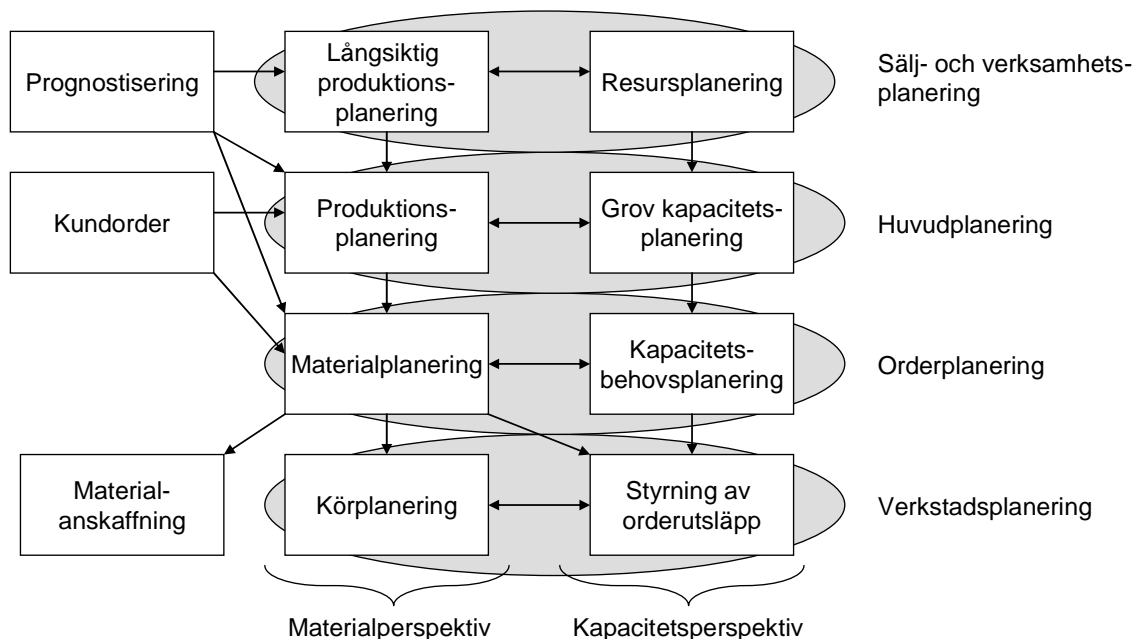 Prognostisering
Långsiktig
produktions-
planering
Resursplanering
Sälj- och verksamhets-
planering
Kundorder
Produktions-
planering
Grov kapacitets-
planering
Huvudplanering
Materialplanering
Kapacitets-
behovsplanering
Orderplanering
Material-
anskaffning
Körplanering
Styrning av
orderutsläpp
Verkstadsplanering
Materialperspektiv
Kapacitetsperspektiv